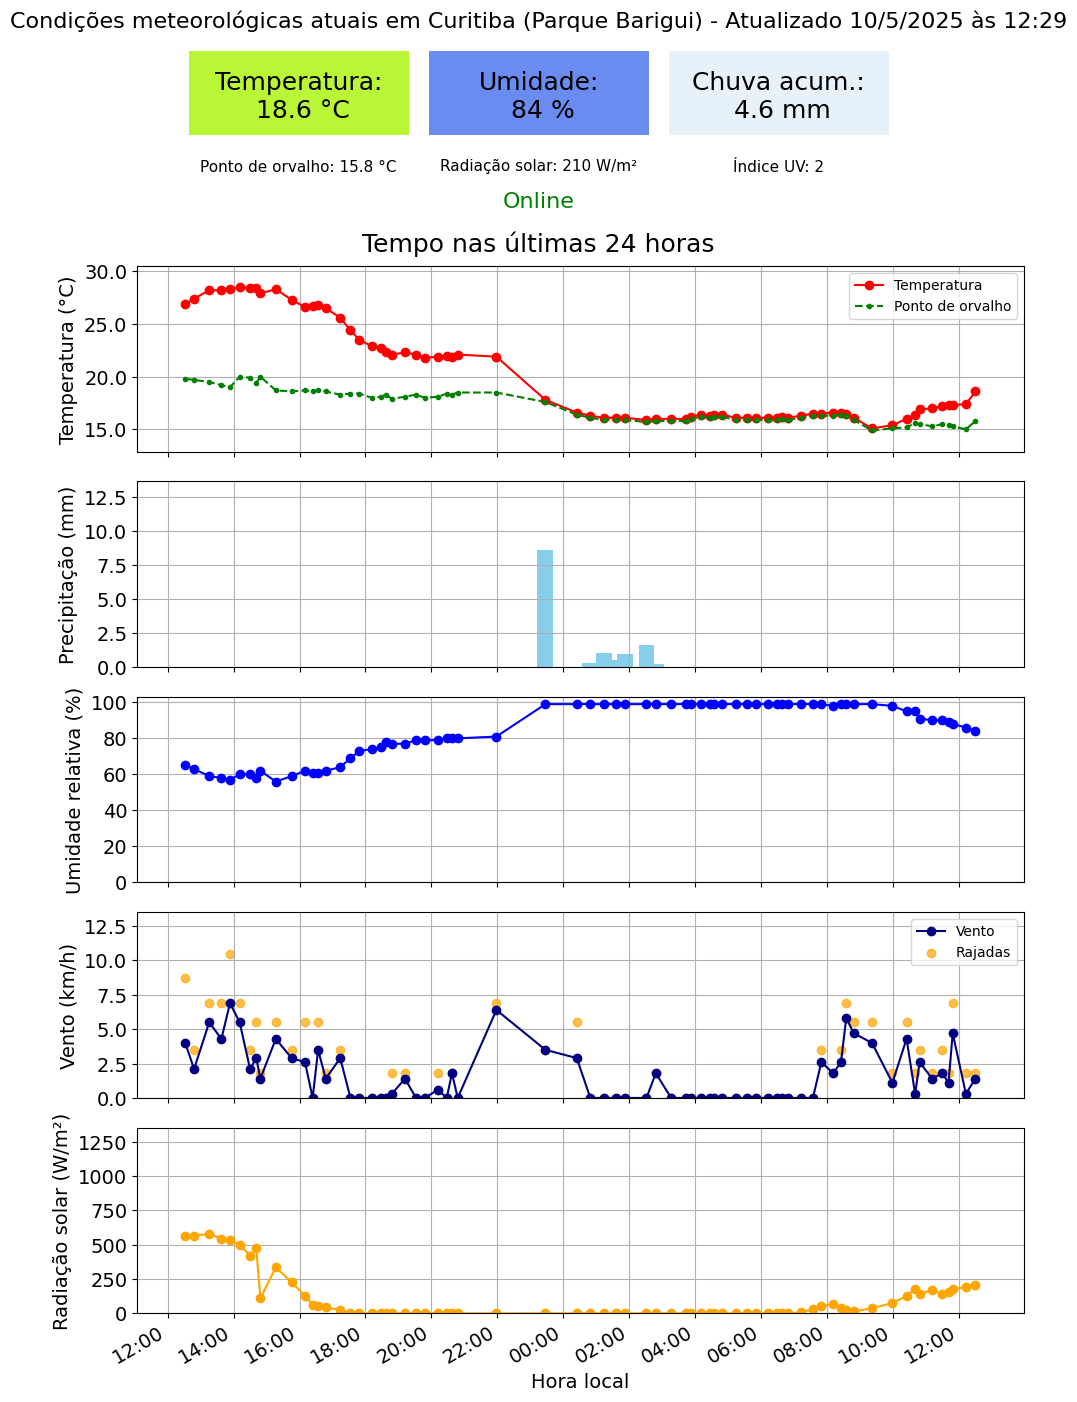 Condições meteorológicas atuais em Curitiba (Parque Barigui) - Atualizado 10/5/2025 às 12:29
Temperatura:
18.6 °C
Umidade:
84 %
Chuva acum.:
4.6 mm
Ponto de orvalho: 15.8 °C
Radiação solar: 210 W/m²
Índice UV: 2
Online
Tempo nas últimas 24 horas
Temperatura (°C)
30.0
25.0
20.0
15.0
Temperatura
Ponto de orvalho
Precipitação (mm)
12.5
10.0
7.5
5.0
2.5
0.0
Umidade relativa (%)
100
80
60
40
20
0
Vento (km/h)
12.5
10.0
7.5
5.0
2.5
0.0
Vento
Rajadas
Radiação solar (W/m²)
1250
1000
750
500
250
0
12:00
14:00
16:00
18:00
20:00
22:00
00:00
02:00
04:00
06:00
08:00
10:00
12:00
Hora local